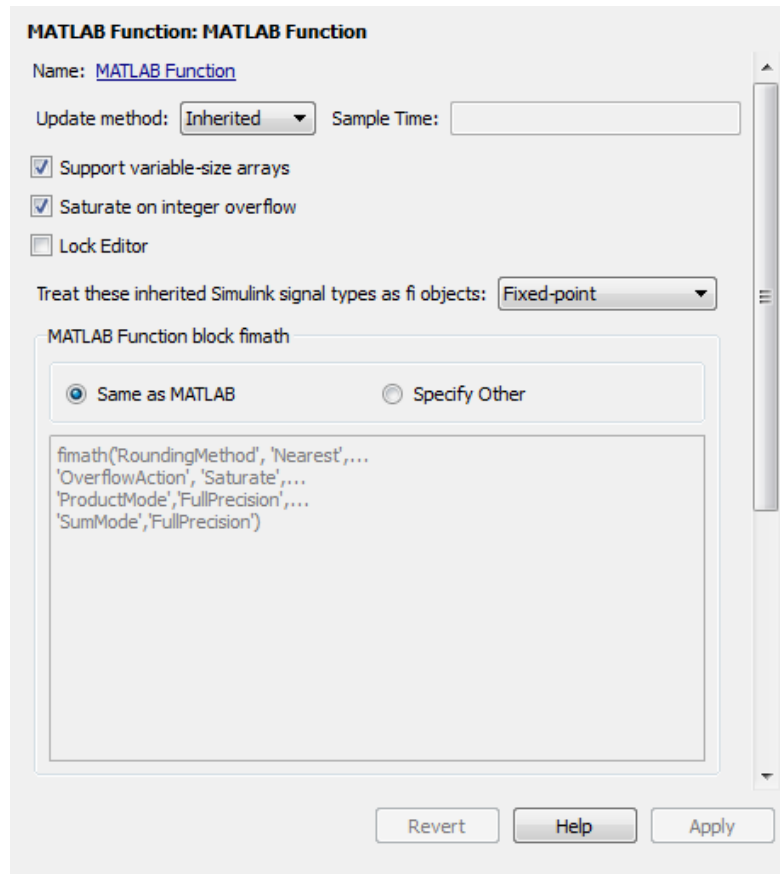 MATLAB Function: MATLAB Function
Name: MATLAB Function
Update method: Inherited Sample Time:
Support variable-size arrays
Saturate on integer overflow
Lock Editor
Treat these inherited Simulink signal types as fi objects: Fixed-point
MATLAB Function block fimath
Same as MATLAB Specify Other
fimath('RoundingMethod', 'Nearest',...
'OverflowAction', 'Saturate',...
'ProductMode','FullPrecision',...
'SumMode','FullPrecision')
Revert Help Apply